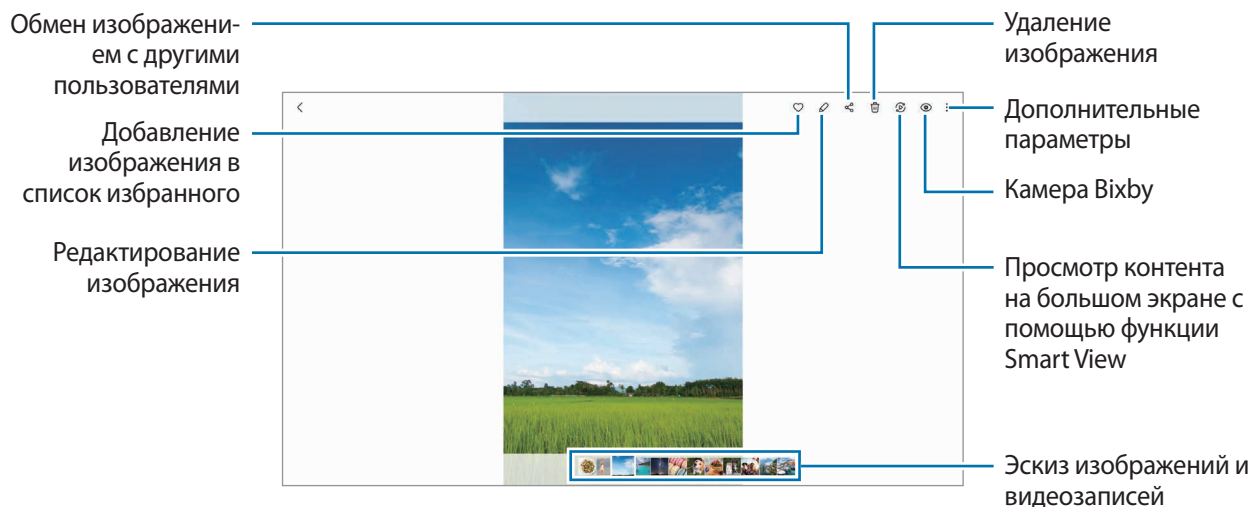 Обмен изображени-
ем с другими
пользователями
Добавление
изображения в
список избранного
Редактирование
изображения
Удаление
изображения
Дополнительные
параметры
Камера Bixby
Просмотр контента
на большом экране с
помощью функции
Smart View
Эскиз изображений и
видеозаписей